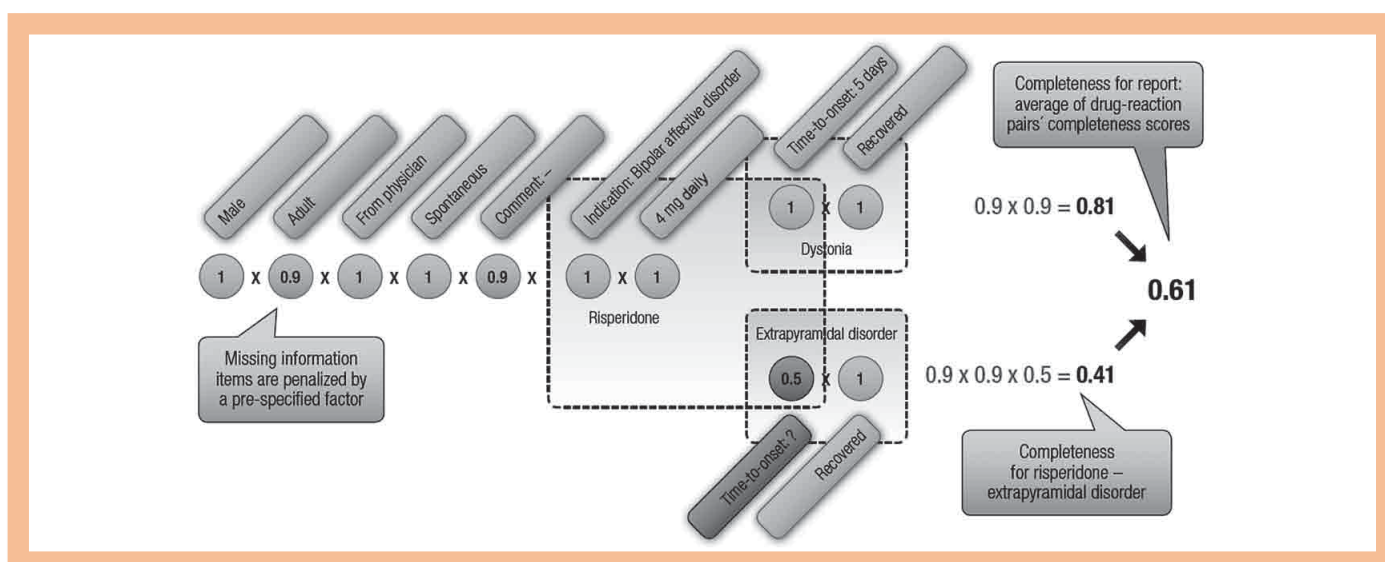 Male
Adult
From physician
Spontaneous
Comment: –
Indication: Bipolar affective disorder
4 mg daily
Time-to-onset: 5 days
Recovered
1 x 0.9 x 1 x 1 x 0.9 x 1 x 1
Risperidone
1 x 1
Dystonia
Extrapyramidal disorder
0.5 x 1
Time-to-onset: ?
Recovered
Missing information
items are penalized by
a pre-specified factor
Completeness for report:
average of drug-reaction
pairs´ completeness scores
0.9 x 0.9 = 0.81
0.61
0.9 x 0.9 x 0.5 = 0.41
Completeness
for risperidone –
extrapyramidal disorder